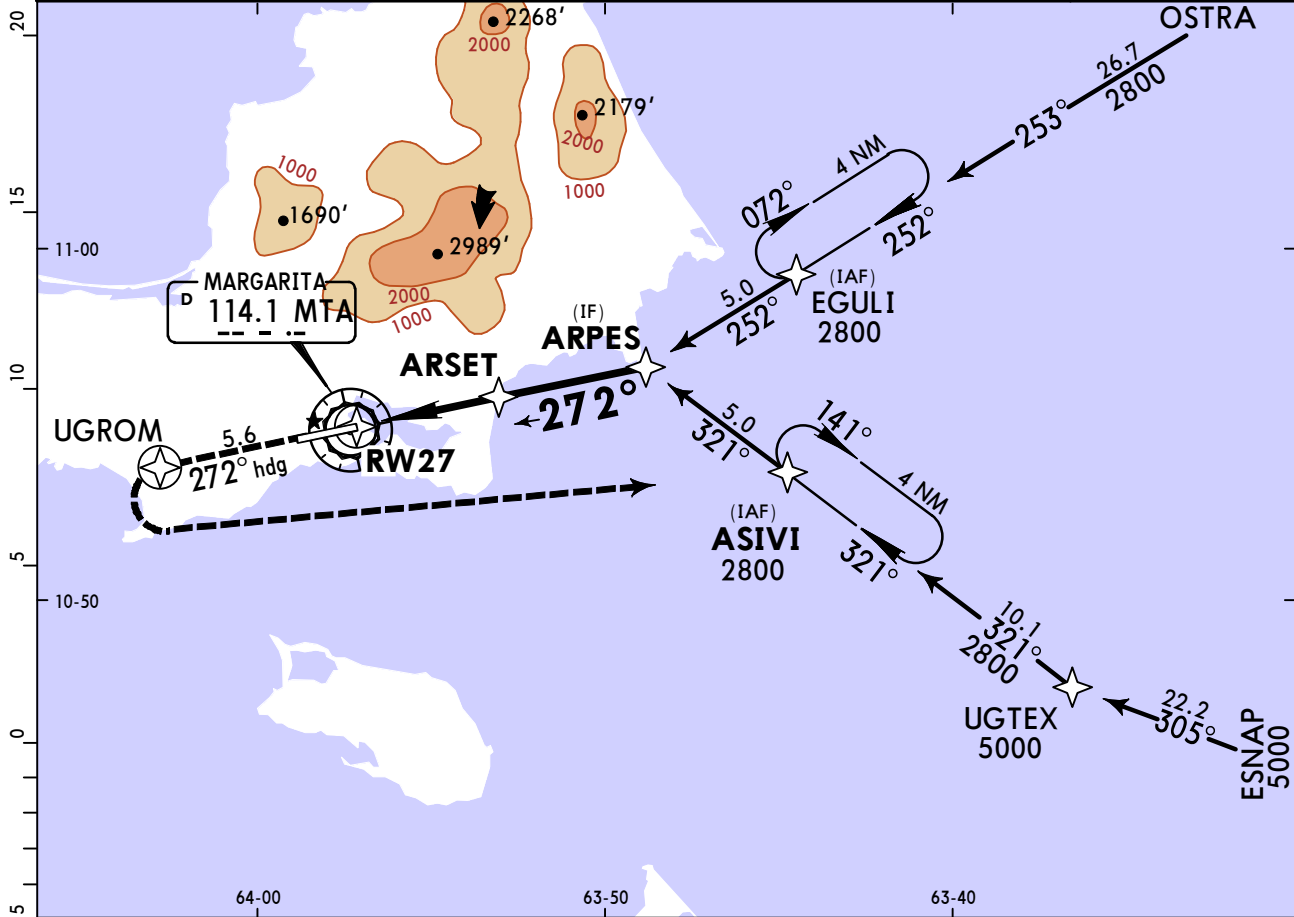 20
2268'
2000
OSTRA
26.7
2800
253°
2179'
2000
1000
15
4 NM
072°
252°
1000
1690'
11-00
2989'
2000
1000
MARGARITA
D
114.1 MTA
(IAF)
EGULI
2800
5.0
252°
(IF)
ARPES
ARSET
10
272°
UGROM
5.6
272° hdg
RW27
5.0
321°
141°
4 NM
(IAF)
ASIVI
2800
321°
5
10-50
10.1
321°
2800
UGTEX
5000
22.2
305°
ESNAP
5000
0
5
64-00
63-50
63-40